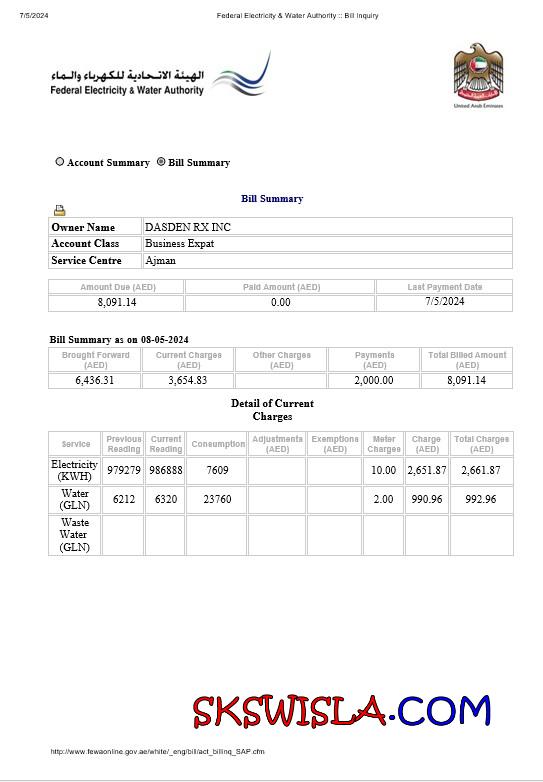 7/5/2024 Federal Electricity & Water Authority :: Bill Inquiry
الهيئة الاتحادية للكهرباء والماء
Federal Electricity & Water Authority
United Arab Emirates
Account Summary Bill Summary
Bill Summary
Owner Name DASDEN RX INC
Account Class Business Expat
Service Centre Ajman
Amount Due (AED) Paid Amount (AED) Last Payment Date
8,091.14 0.00 7/5/2024
Bill Summary as on 08-05-2024
Brought Forward (AED) Current Charges (AED) Other Charges (AED) Payments (AED) Total Billed Amount (AED)
6,436.31 3,654.83 2,000.00 8,091.14
Detail of Current
Charges
Service Previous Reading Current Reading Consumption Adjustments (AED) Exemptions (AED) Meter Charges Charge (AED) Total Charges (AED)
Electricity (KWH) 979279 986888 7609 10.00 2,651.87 2,661.87
Water (GLN) 6212 6320 23760 2.00 990.96 992.96
Waste Water (GLN)
SKSWISLA.COM
http://www.fewaonline.gov.ae/white/_eng/bill/act_billinq_SAP.cfm